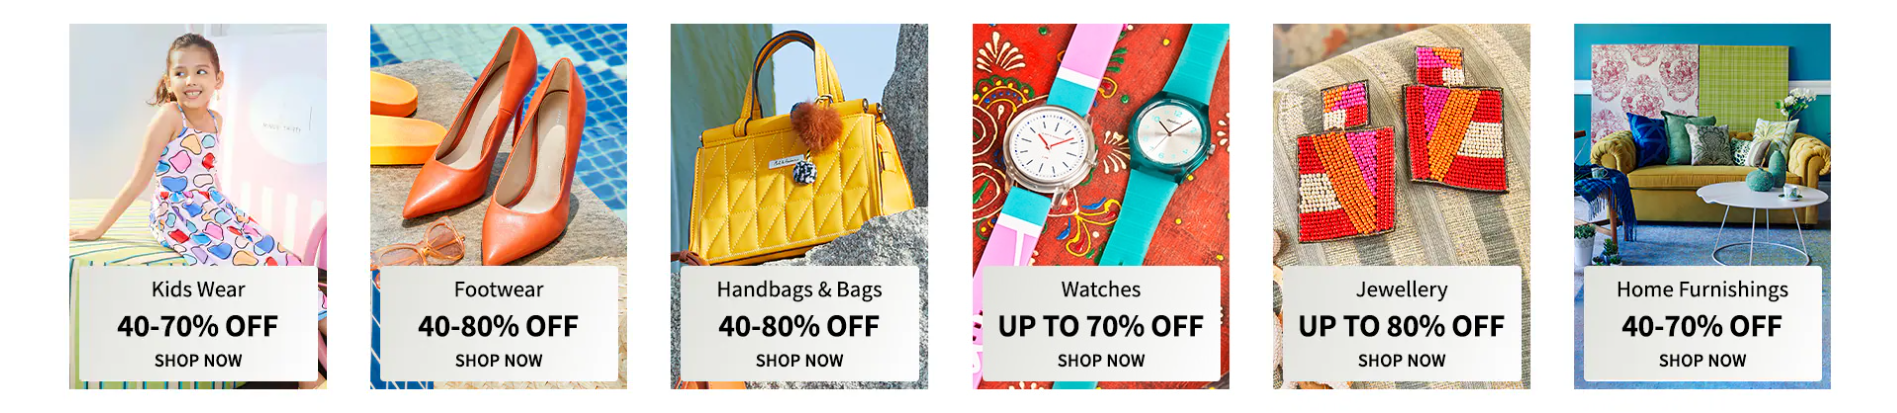 Kids Wear
40-70% OFF
SHOP NOW
Footwear
40-80% OFF
SHOP NOW
Handbags & Bags
40-80% OFF
SHOP NOW
Watches
UP TO 70% OFF
SHOP NOW
Jewellery
UP TO 80% OFF
SHOP NOW
Home Furnishings
40-70% OFF
SHOP NOW